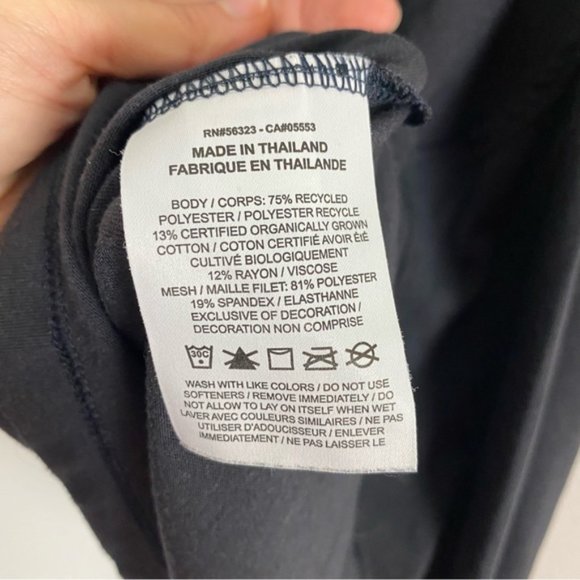 RN#56323 - CA#05553
MADE IN THAILAND
FABRIQUE EN THAILANDE
BODY / CORPS: 75% RECYCLED
POLYESTER / POLYESTER RECYCLE
13% CERTIFIED ORGANICALLY GROWN
COTTON / COTON CERTIFIÉ AVOIR ÉtÉ
CULTIVÉ BIOLOGIQUEMENT
12% RAYON / VISCOSE
MESH / MAILLE FILET: 81% POLYESTER
19% SPANDEX / ELASTHANNE
EXCLUSIVE OF DECORATION /
DECORATION NON COMPRISE
30C
WASH WITH LIKE COLORS / DO NOT USE
SOFTENERS / REMOVE IMMEDIATELY / DO
NOT ALLOW TO LAY ON ITSELF WHEN WET
LAVER AVEC COULEURS SIMILAIRES / NE PAS
UTILISER D'ADOUCISSEUR / ENLEVER
IMMÉDIATEMENT / NE PAS LAISSER LE